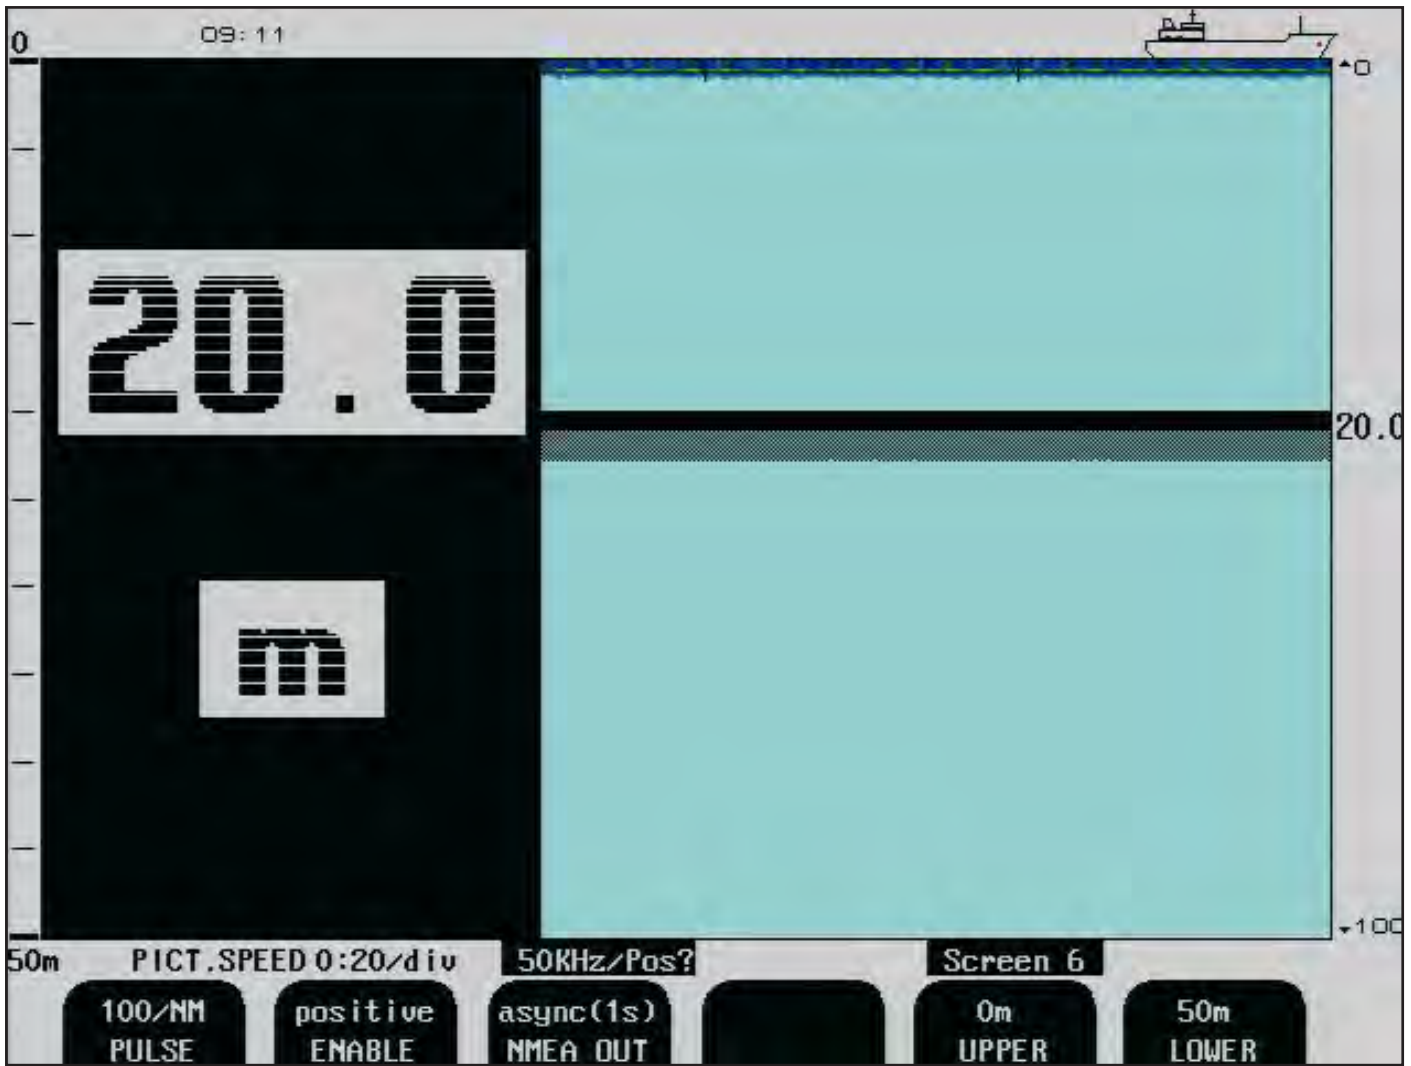 09:11
0
0
20.0
m
20.0
100
50m PICT.SPEED 0:20/div 50KHz/Pos? Screen 6
100/NM positive async(1s) 0m 50m
PULSE ENABLE NMEA OUT UPPER LOWER